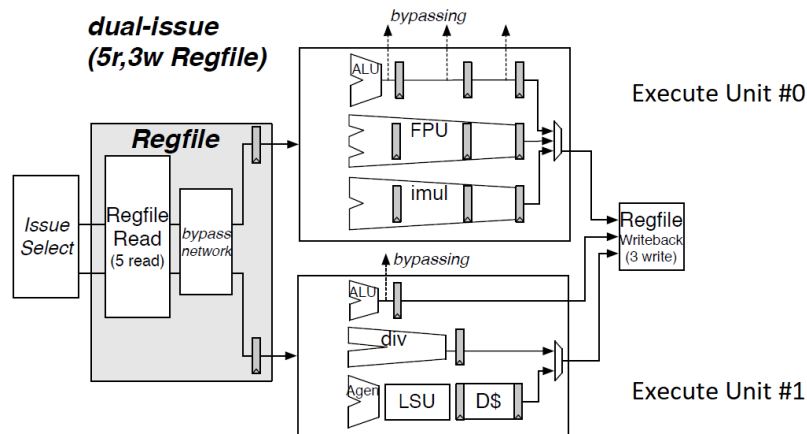 dual-issue
(5r,3w Regfile)
bypassing
ALU
FPU
imul
Execute Unit #0
Regfile
Issue
Select
Regfile
Read
(5 read)
bypass
network
Regfile
Writeback
(3 write)
bypassing
ALU
div
Agen
LSU
D$
Execute Unit #1